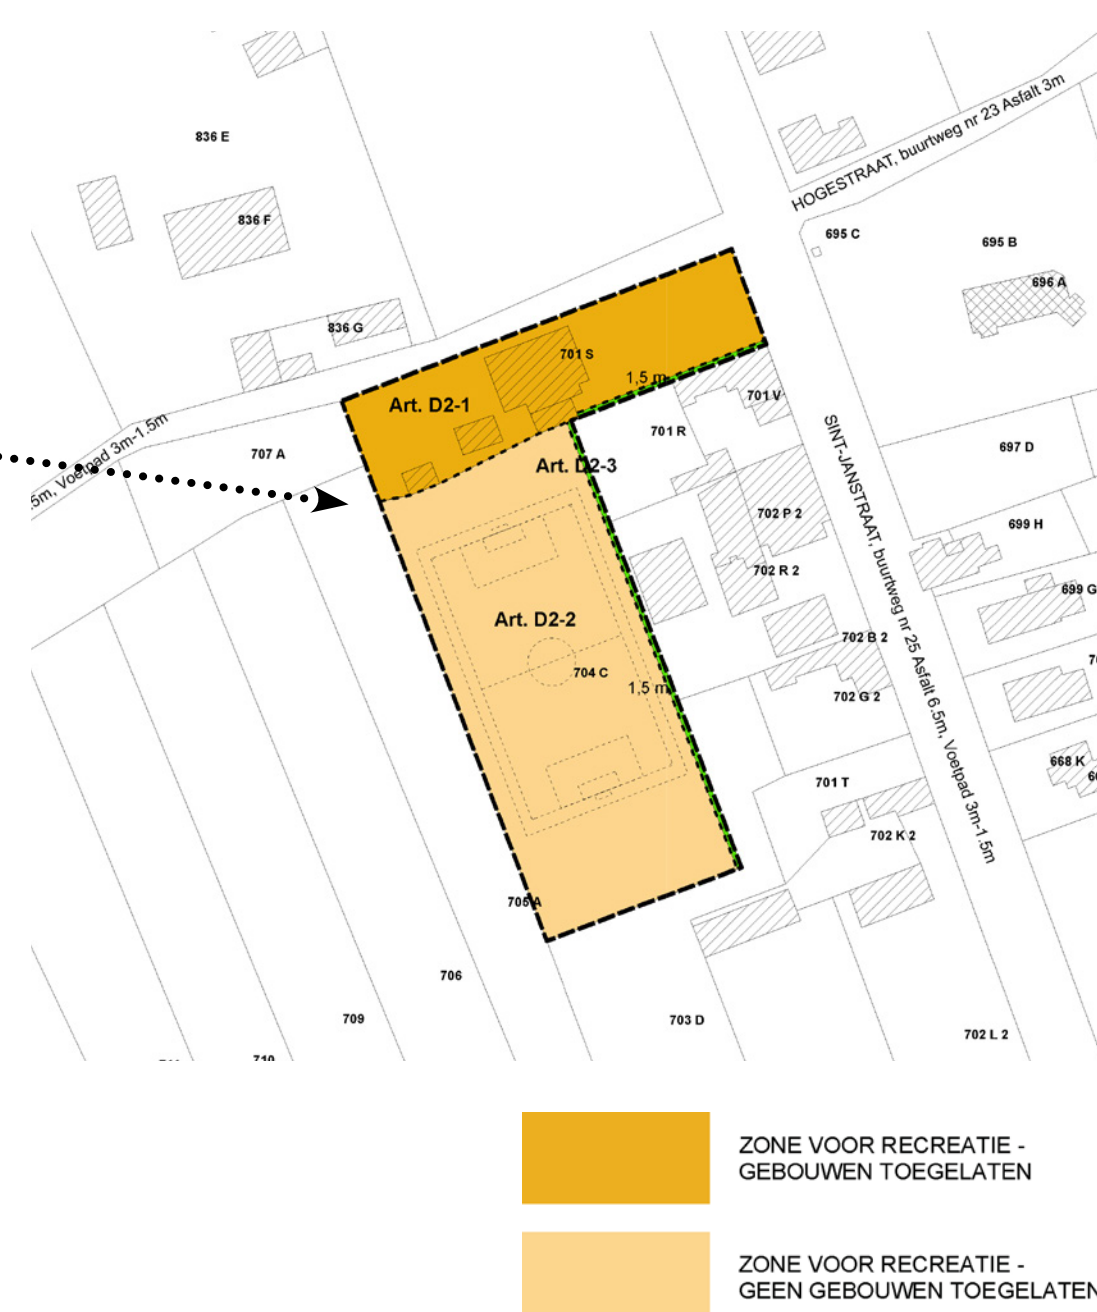 HOGESTRAAT, buurtweg nr 23 Asfalt 3m
836 E
836 F
695 C
695 B
696 A
836 G
701 S
1,5 m
Art. D2-1
701 V
5m, Voetpad 3m-1.5m
707 A
701 R
697 D
Art. D2-3
SINT-JANSTRAAT, buurtweg nr 25 Asfalt 6.5m, Voetpad 3m-1.5m
702 P 2
699 H
702 R 2
699 G
Art. D2-2
702 B 2
704 C
1,5 m
702 G 2
668 K
701 T
702 K 2
705 A
706
709
703 D
702 L 2
710
ZONE VOOR RECREATIE -
GEBOUWEN TOEGELATEN
ZONE VOOR RECREATIE -
GEEN GEBOUWEN TOEGELATEN